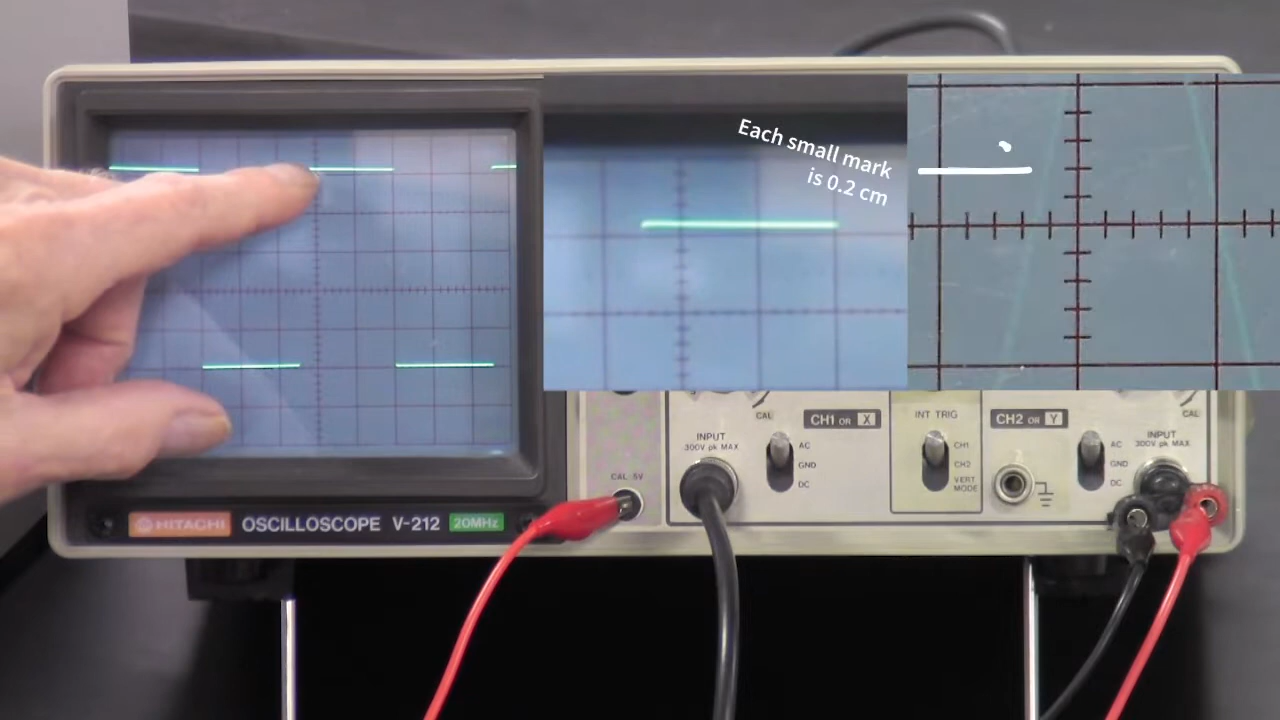 Each small mark
is 0.2 cm
CAL
CH1 OR X
INT TRIG
CH2 OR Y
CAL
INPUT
300V pk MAX
AC
GND
DC
CH1
CH2
VERT
MODE
AC
GND
DC
INPUT
300V pk MAX
CAL 5V
HITACHI
OSCILLOSCOPE V-212
20MHz